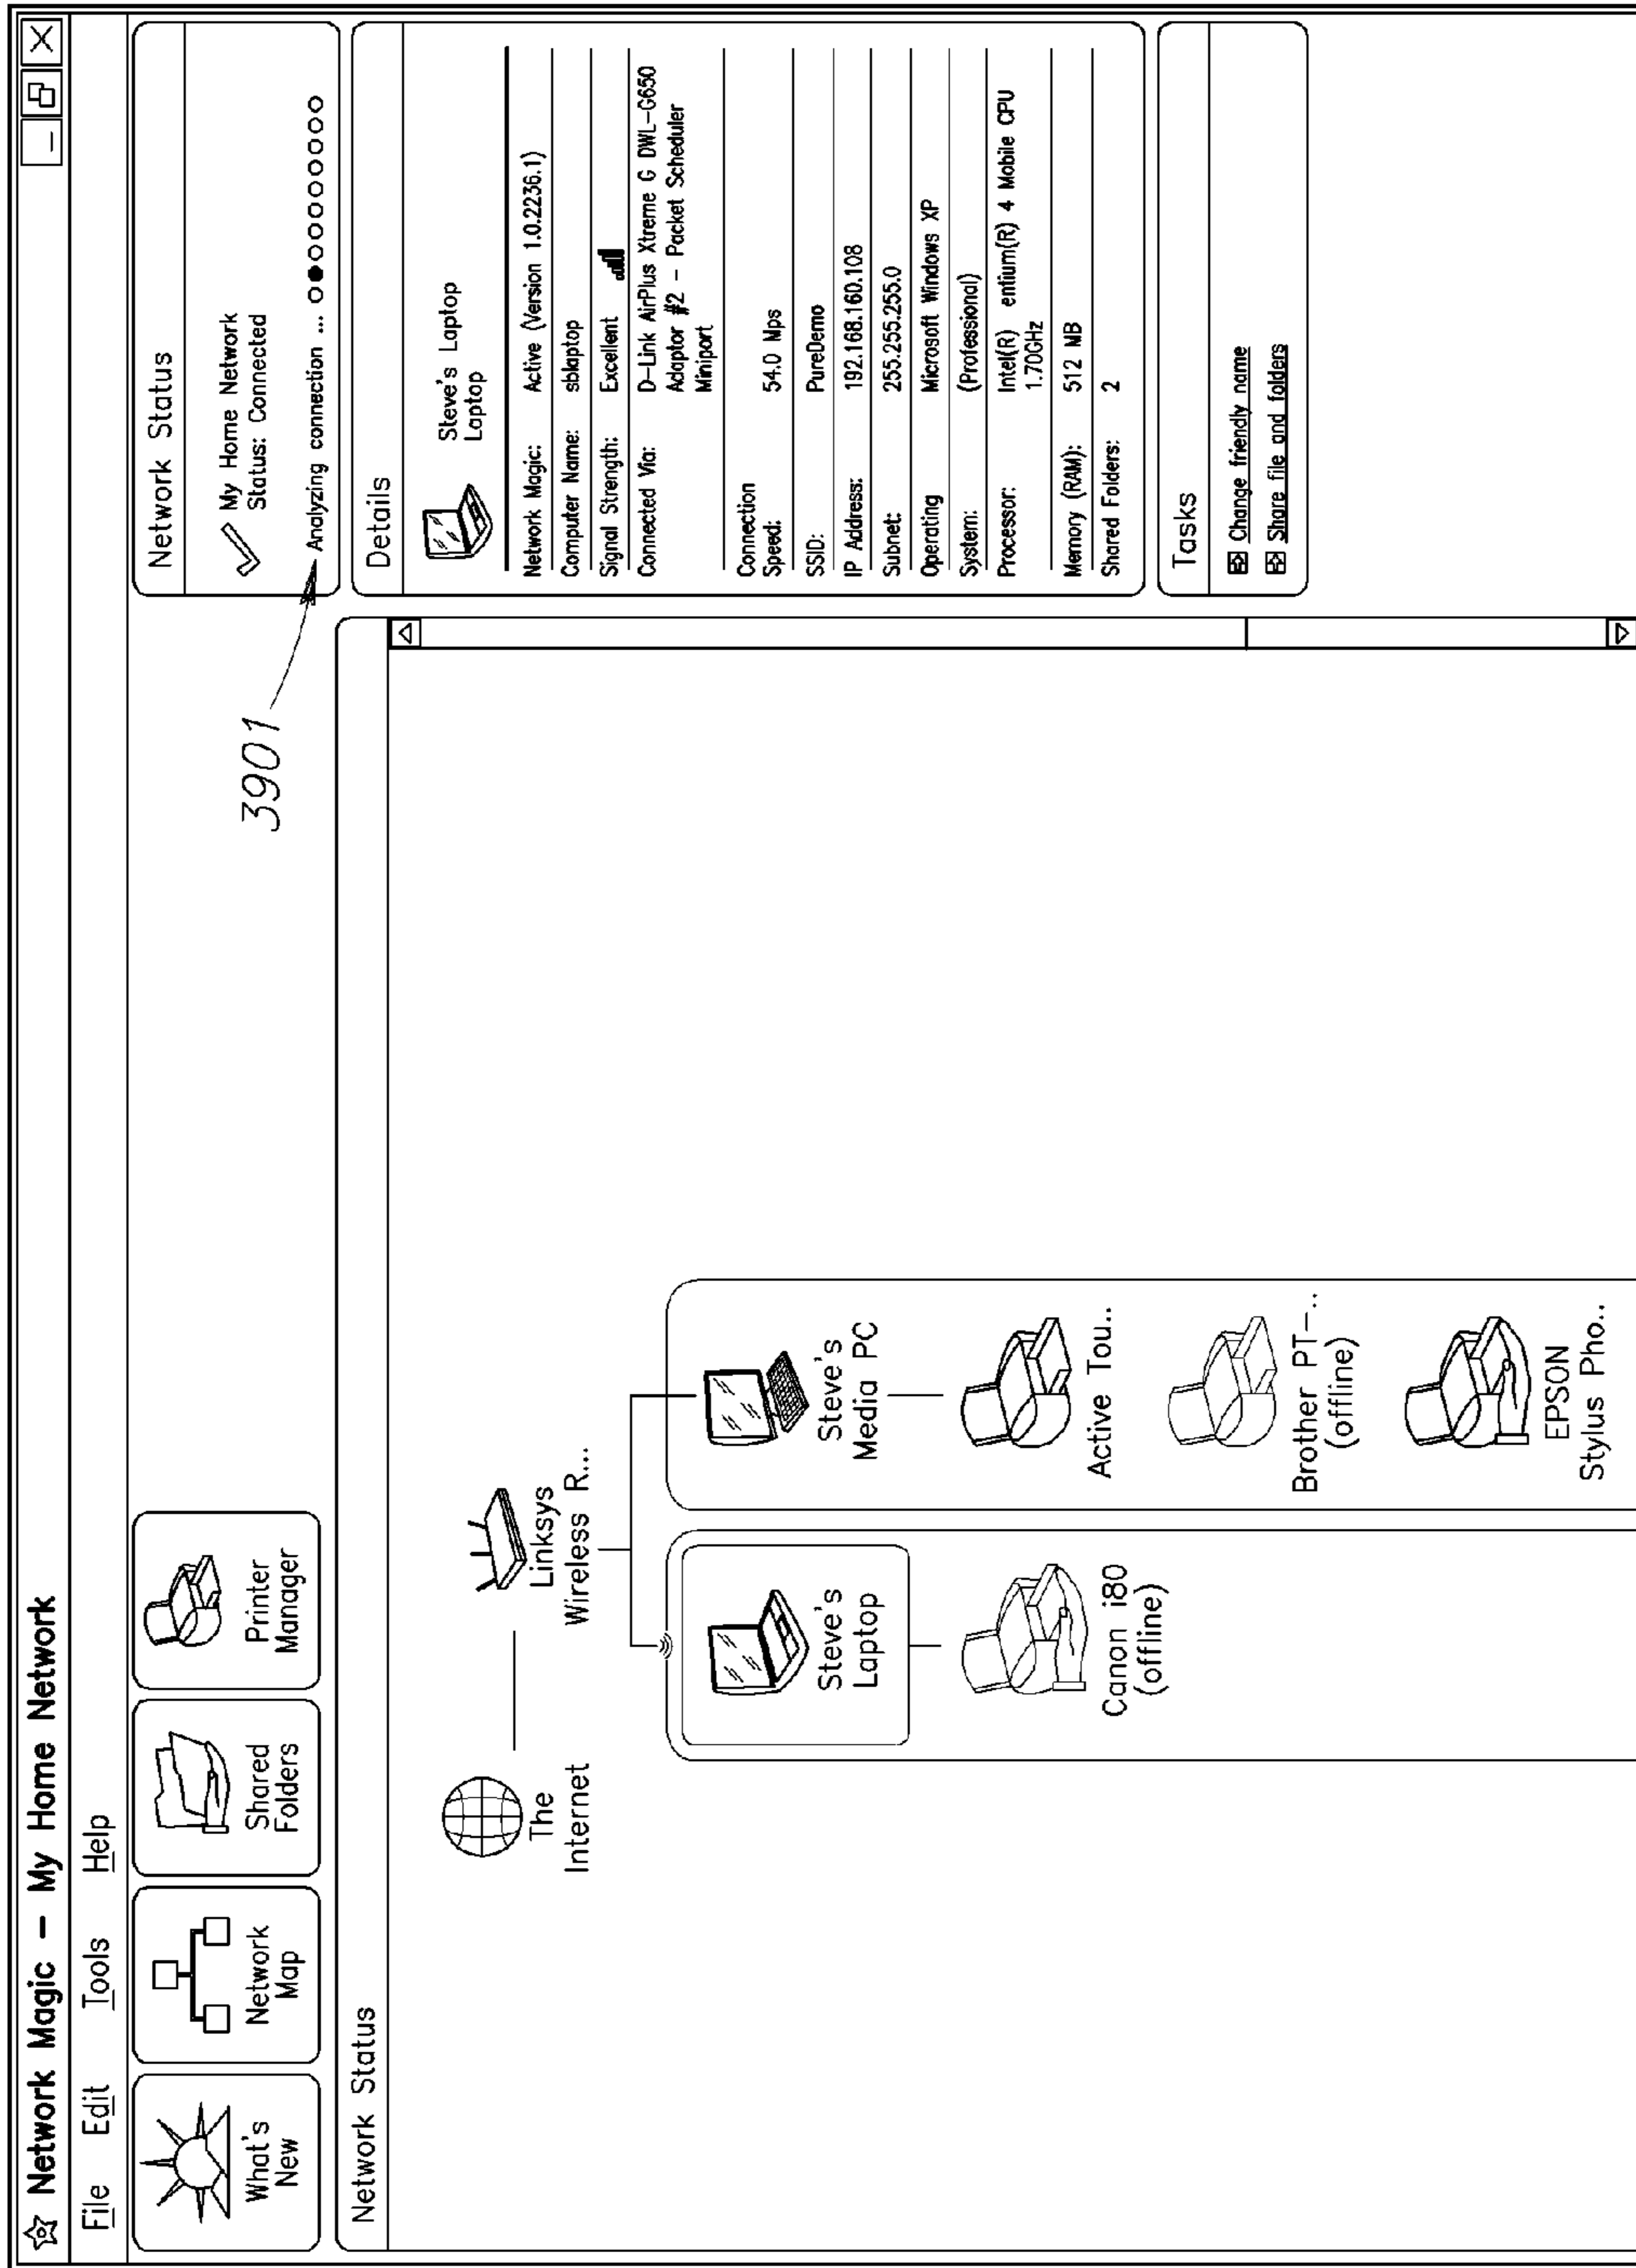 Network Magic - My Home Network
File Edit Tools Help
What's
New
Network
Map
Shared
Folders
Printer
Manager
Network Status
My Home Network
Status: Connected
Analyzing connection ...
3901
Network Status
The
Internet
Linksys
Wireless R...
Steve's
Laptop
Canon i80
(offline)
Steve's
Media PC
Active Tou..
Brother PT-..
(offline)
EPSON
Stylus Pho..
Details
Steve's Laptop
Laptop
Network Magic: Active (Version 1.0.2236.1)
Computer Name: sblaptop
Signal Strength: Excellent
Connected Via: D-Link AirPlus Xtreme G DWL-G650
Adaptor #2 - Packet Scheduler
Miniport
Connection
Speed: 54.0 Mps
SSID: PureDemo
IP Address: 192.168.160.108
Subnet: 255.255.255.0
Operating Microsoft Windows XP
System: (Professional)
Processor: Intel(R) entium(R) 4 Mobile CPU
1.70GHz
Memory (RAM): 512 MB
Shared Folders: 2
Tasks
Change friendly name
Share file and folders